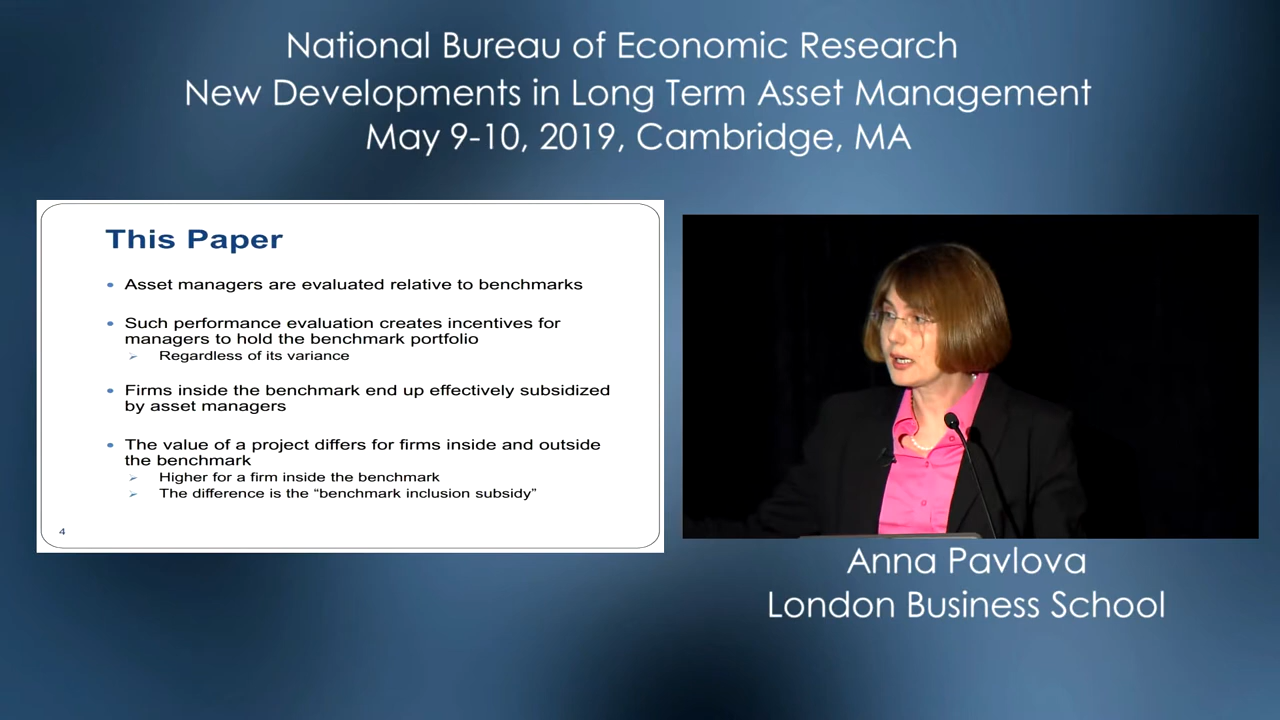 National Bureau of Economic Research
New Developments in Long Term Asset Management
May 9-10, 2019, Cambridge, MA
This Paper
• Asset managers are evaluated relative to benchmarks
• Such performance evaluation creates incentives for
managers to hold the benchmark portfolio
➢ Regardless of its variance
• Firms inside the benchmark end up effectively subsidized
by asset managers
• The value of a project differs for firms inside and outside
the benchmark
➢ Higher for a firm inside the benchmark
➢ The difference is the “benchmark inclusion subsidy”
4
Anna Pavlova
London Business School